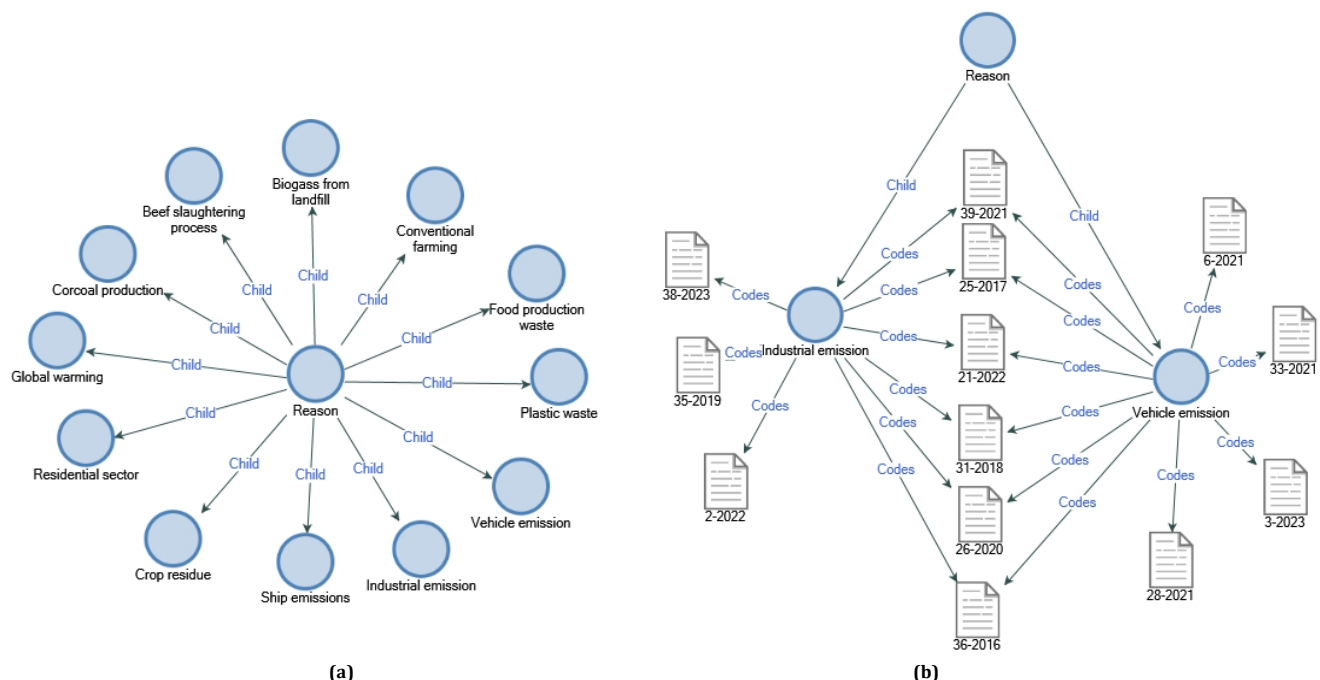 Biogass from
landfill
Beef slaughtering
process
Conventional
farming
Child
Child
Child
Corcoal production
Child
Food production
waste
Child
Global warming
Child
Child
Plastic waste
Reason
Child
Residential sector
Child
Child
Child
Child
Vehicle emission
Crop residue
Ship emissions
Industrial emission
(a)
Reason
Child
Child
39-2021
Codes
6-2021
25-2017
Codes
Codes
38-2023
Codes
Codes
Codes
Codes
Industrial emission
Codes
Codes
21-2022
Codes
Codes
33-2021
35-2019
Codes
Codes
Codes
Vehicle emission
31-2018
Codes
Codes
Codes
Codes
2-2022
Codes
Codes
3-2023
26-2020
28-2021
36-2016
(b)